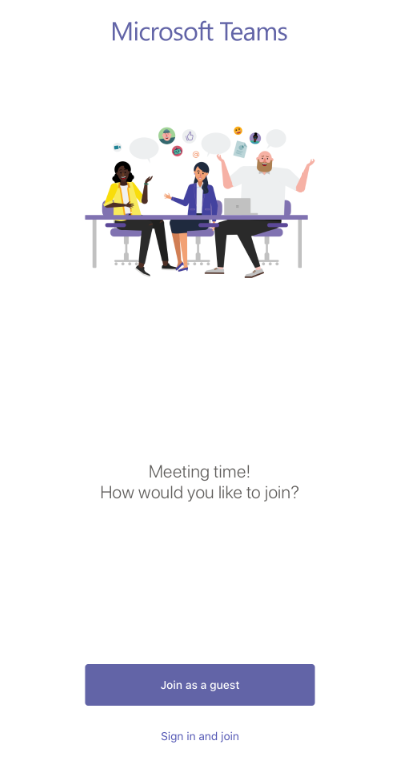 Microsoft Teams
Meeting time!
How would you like to join?
Join as a guest
Sign in and join